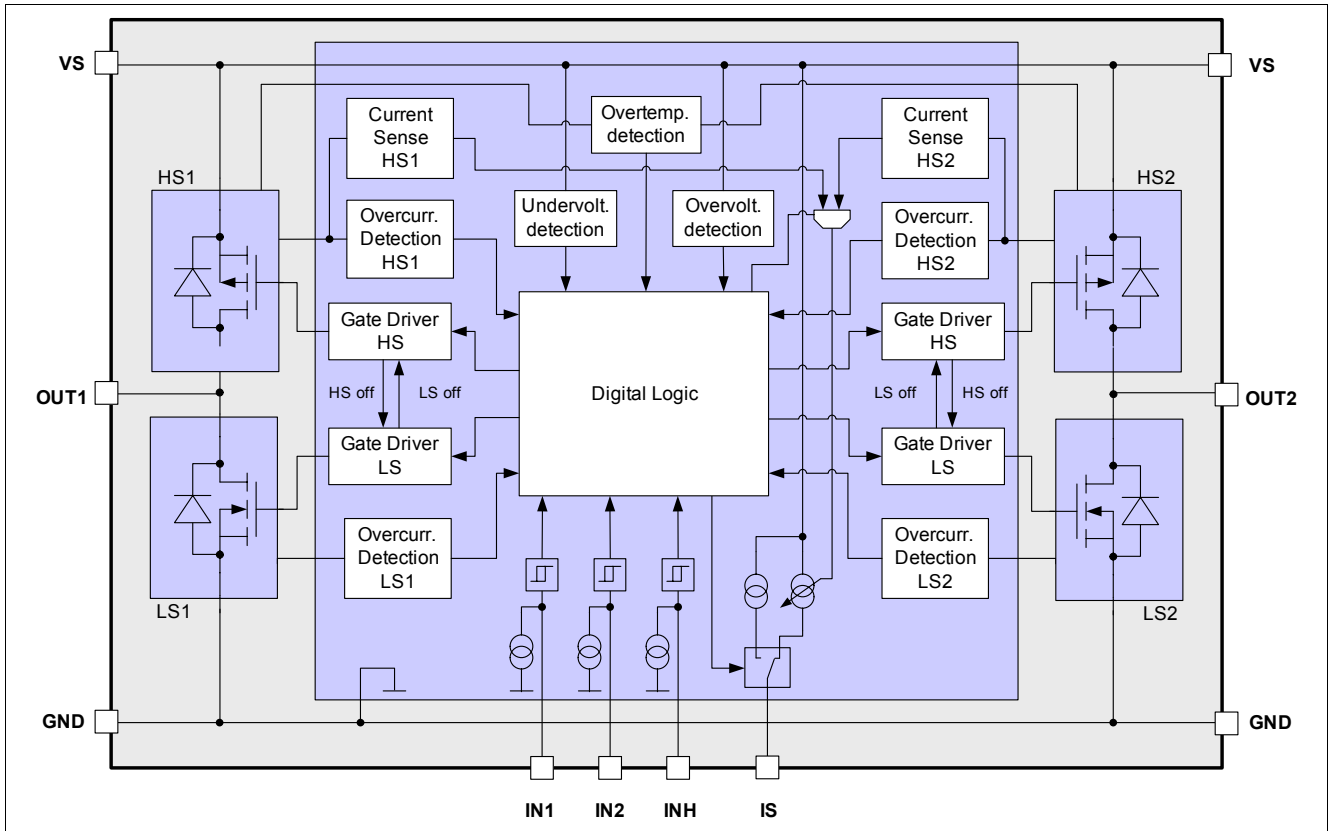 VS
VS
Current
Sense
HS1
Overtemp.
detection
Current
Sense
HS2
HS1
HS2
Undervolt.
detection
Overvolt.
detection
Overcurr.
Detection
HS1
Overcurr.
Detection
HS2
Gate Driver
HS
Gate Driver
HS
Digital Logic
OUT1
HS off
LS off
LS off
HS off
OUT2
Gate Driver
LS
Gate Driver
LS
Overcurr.
Detection
LS1
Overcurr.
Detection
LS2
LS1
LS2
GND
GND
IN1
IN2
INH
IS